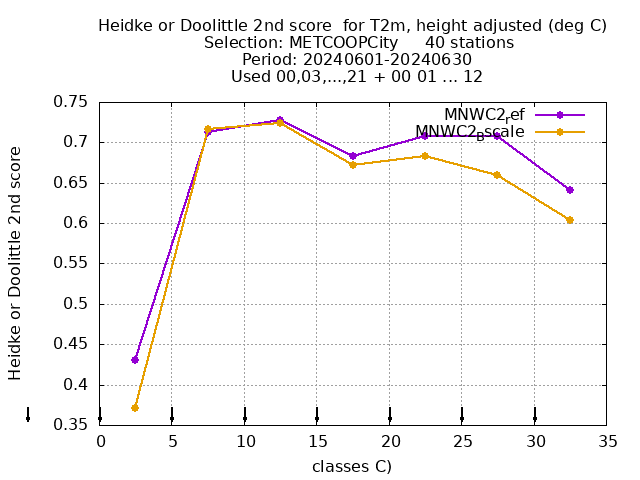 Heidke or Doolittle 2nd score  for T2m, height adjusted (deg C)
Selection: METCOOPCity     40 stations
Period: 20240601-20240630
Used 00,03,...,21 + 00 01 ... 12
MNWC2ref
MNWC2Bscale
Heidke or Doolittle 2nd score
0.75
0.7
0.65
0.6
0.55
0.5
0.45
0.4
0.35
0 5 10 15 20 25 30 35
classes C)